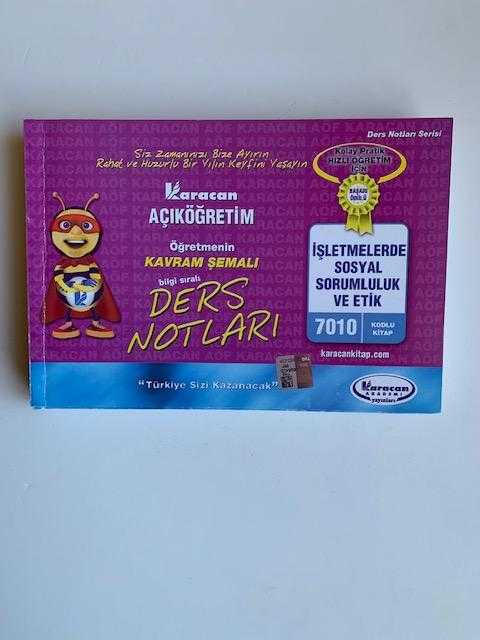 Ders Notları Serisi
Siz Zamanınızı Bize Ayırın
Rahat ve Huzurlu Bir Yılın Keyfini Yaşayın
Kolay Pratik
HIZLI ÖĞRETİM
İÇİN
BAŞARI
ÖDÜLÜ
Karacan
AÇIKÖĞRETİM
Öğretmenin
KAVRAM ŞEMALI
bilgi sıralı
DERS
NOTLARI
İŞLETMELERDE
SOSYAL
SORUMLULUK
VE ETİK
7010
KODLU
KİTAP
karacankitap.com
"Türkiye Sizi Kazanacak"
Karacan
AKADEMİ
yayınları